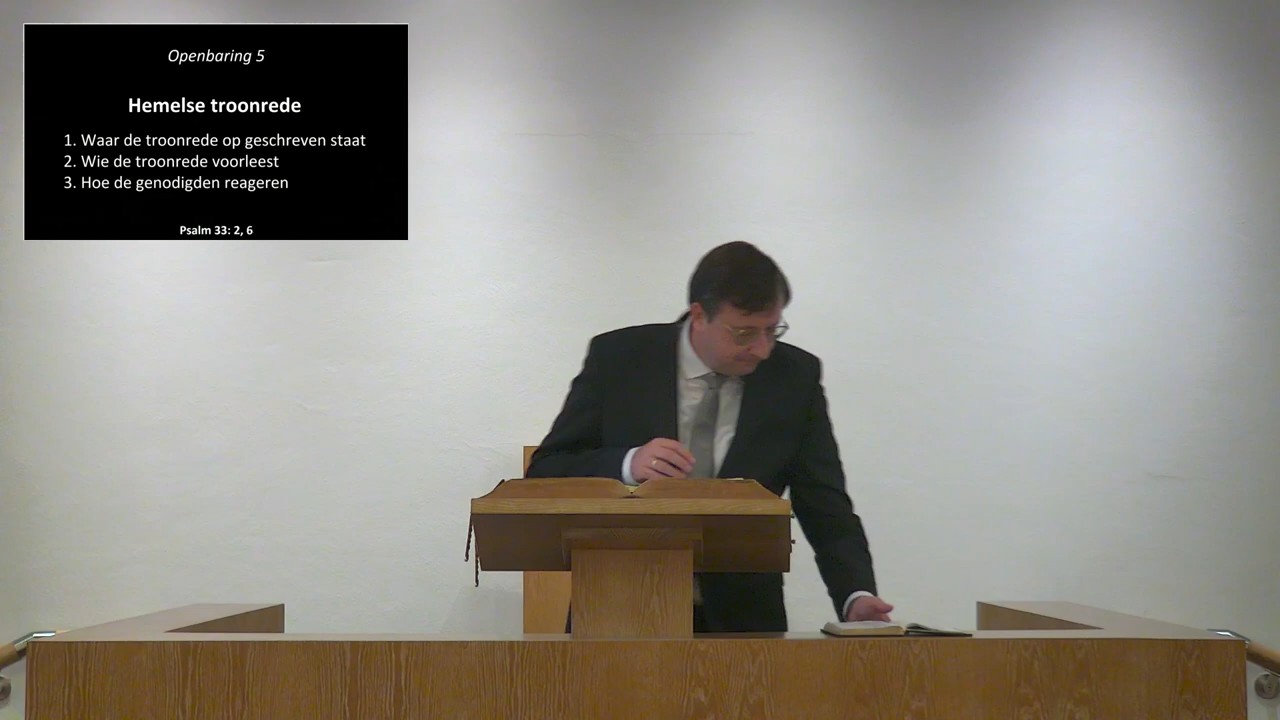 Openbaring 5
Hemelse troonrede
1. Waar de troonrede op geschreven staat
2. Wie de troonrede voorleest
3. Hoe de genodigden reageren
Psalm 33: 2, 6